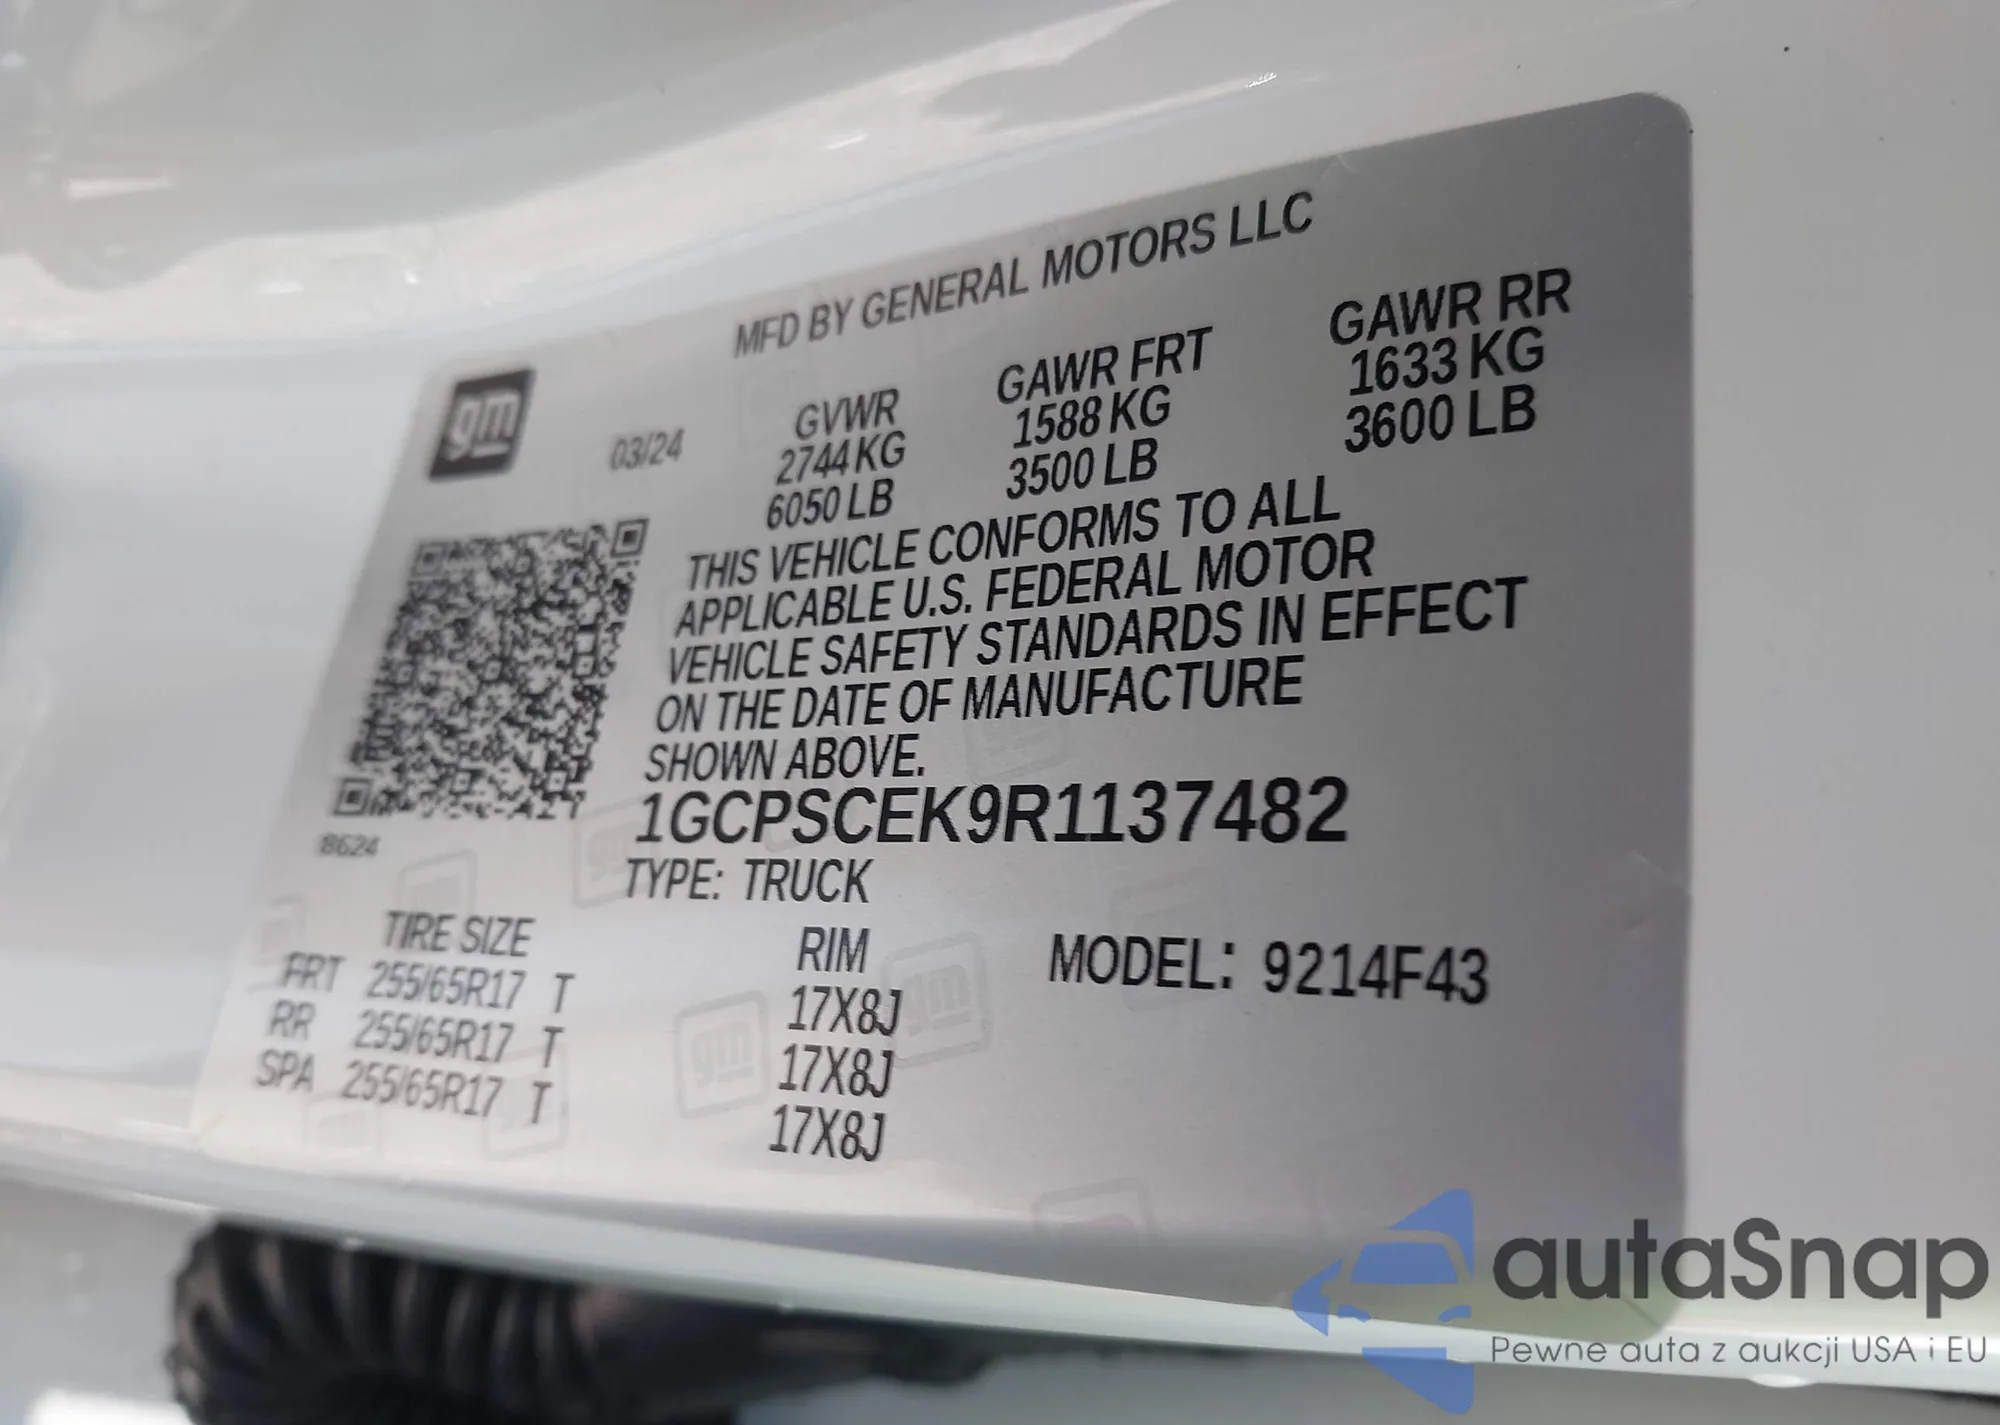 MFD BY GENERAL MOTORS LLC
gm
03/24
GVWR GAWR FRT GAWR RR
2744 KG 1588 KG 1633 KG
6050 LB 3500 LB 3600 LB
THIS VEHICLE CONFORMS TO ALL
APPLICABLE U.S. FEDERAL MOTOR
VEHICLE SAFETY STANDARDS IN EFFECT
ON THE DATE OF MANUFACTURE
SHOWN ABOVE.
1GCPSCEK9R1137482
8624
TYPE: TRUCK
TIRE SIZE RIM MODEL: 9214F43
FRT 255/65R17 T 17X8J
RR 255/65R17 T 17X8J
SPA 255/65R17 T 17X8J
gm
gm
autaSnap
Pewne auta z aukcji USA i EU